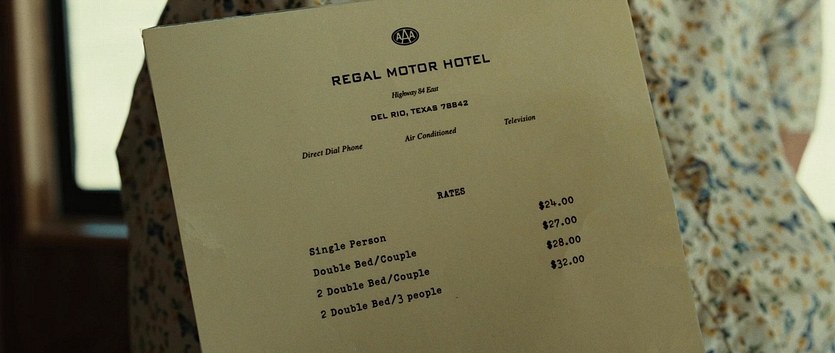 AAA
REGAL MOTOR HOTEL
Highway 84 East
DEL RIO, TEXAS 78842
Direct Dial Phone Air Conditioned Television
RATES
Single Person $24.00
Double Bed/Couple $27.00
2 Double Bed/Couple $28.00
2 Double Bed/3 people $32.00